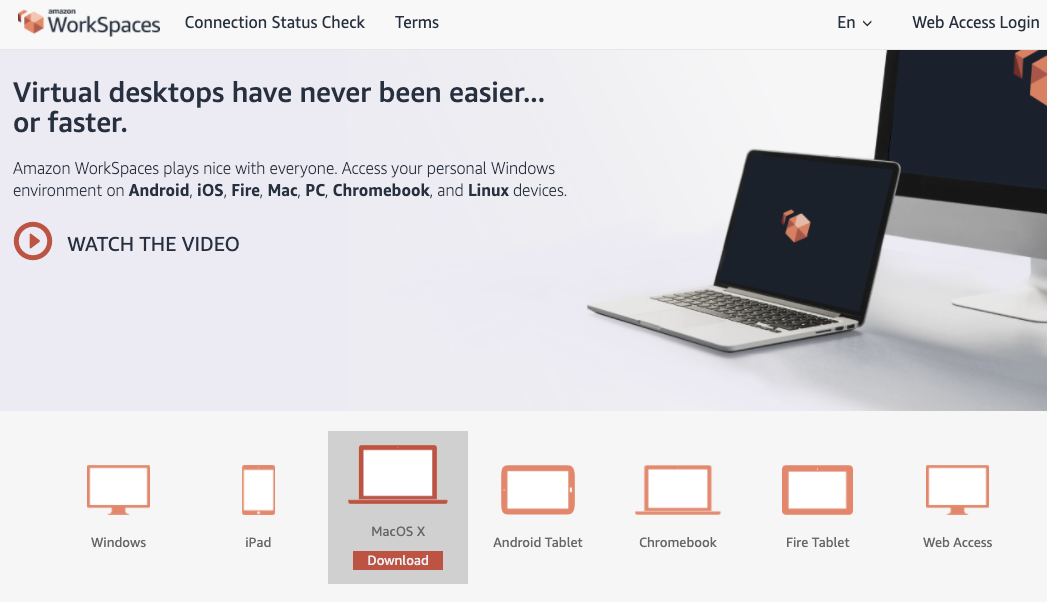 amazon
WorkSpaces
Connection Status Check
Terms
En
Web Access Login
Virtual desktops have never been easier...
or faster.
Amazon WorkSpaces plays nice with everyone. Access your personal Windows
environment on Android, iOS, Fire, Mac, PC, Chromebook, and Linux devices.
WATCH THE VIDEO
Windows
iPad
MacOS X
Download
Android Tablet
Chromebook
Fire Tablet
Web Access